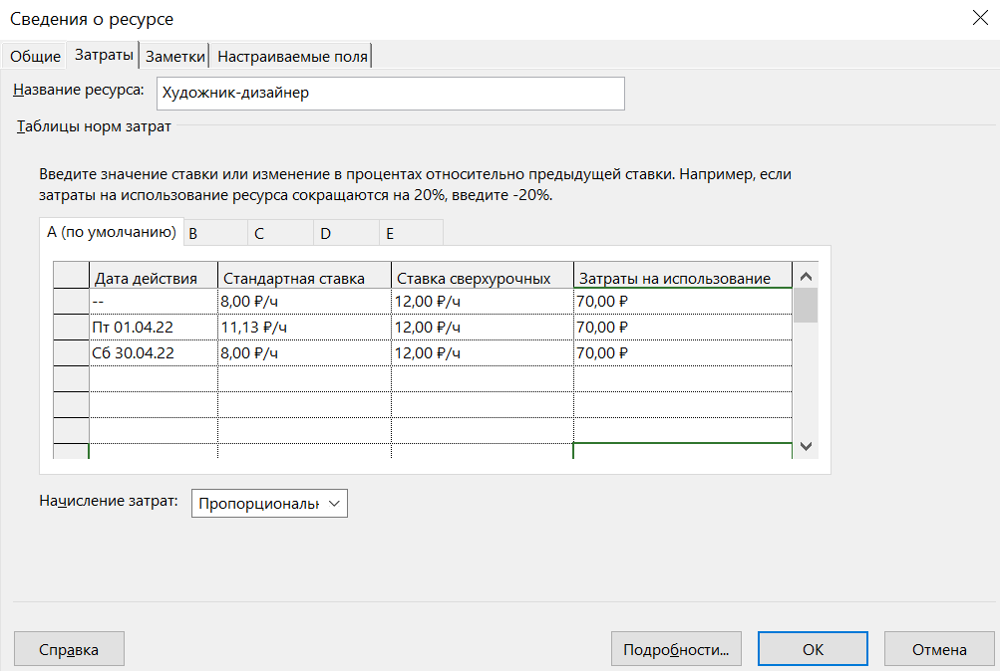 Сведения о ресурсе
Общие Затраты Заметки Настраиваемые поля
Название ресурса: Художник-дизайнер
Таблицы норм затрат
Введите значение ставки или изменение в процентах относительно предыдущей ставки. Например, если
затраты на использование ресурса сокращаются на 20%, введите -20%.
A (по умолчанию) B C D E
Дата действия Стандартная ставка Ставка сверхурочных Затраты на использование
-- 8,00 ₽/ч 12,00 ₽/ч 70,00 ₽
Пт 01.04.22 11,13 ₽/ч 12,00 ₽/ч 70,00 ₽
Сб 30.04.22 8,00 ₽/ч 12,00 ₽/ч 70,00 ₽
Начисление затрат: Пропорциональн
Справка Подробности... ОК Отмена